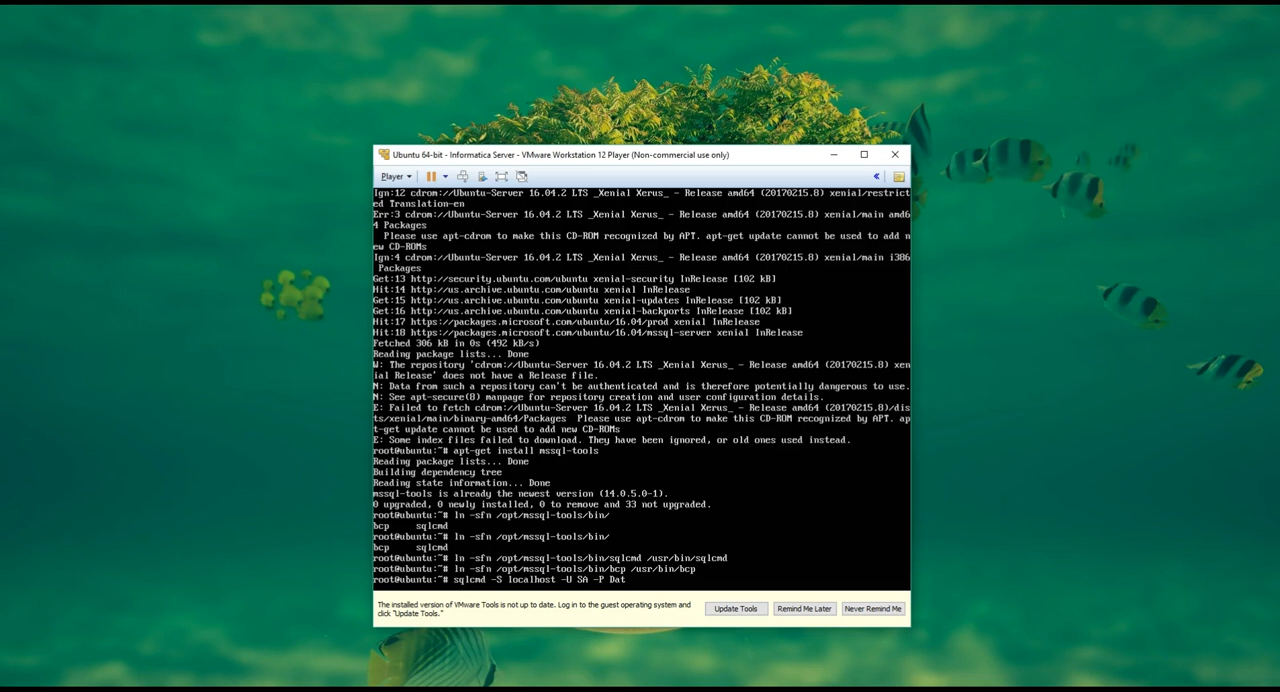 Ubuntu 64-bit - Informatica Server - VMware Workstation 12 Player (Non-commercial use only)
Player
Ign:12 cdrom://Ubuntu-Server 16.04.2 LTS _Xenial Xerus_ - Release amd64 (20170215.8) xenial/restrict
ed Translation-en
Err:3 cdrom://Ubuntu-Server 16.04.2 LTS _Xenial Xerus_ - Release amd64 (20170215.8) xenial/main amd6
4 Packages
  Please use apt-cdrom to make this CD-ROM recognized by APT. apt-get update cannot be used to add n
ew CD-ROMs
Ign:4 cdrom://Ubuntu-Server 16.04.2 LTS _Xenial Xerus_ - Release amd64 (20170215.8) xenial/main i386
 Packages
Get:13 http://security.ubuntu.com/ubuntu xenial-security InRelease [102 kB]
Hit:14 http://us.archive.ubuntu.com/ubuntu xenial InRelease
Get:15 http://us.archive.ubuntu.com/ubuntu xenial-updates InRelease [102 kB]
Get:16 http://us.archive.ubuntu.com/ubuntu xenial-backports InRelease [102 kB]
Hit:17 https://packages.microsoft.com/ubuntu/16.04/prod xenial InRelease
Hit:18 https://packages.microsoft.com/ubuntu/16.04/mssql-server xenial InRelease
Fetched 306 kB in 0s (492 kB/s)
Reading package lists... Done
W: The repository 'cdrom://Ubuntu-Server 16.04.2 LTS _Xenial Xerus_ - Release amd64 (20170215.8) xen
ial Release' does not have a Release file.
N: Data from such a repository can't be authenticated and is therefore potentially dangerous to use.
N: See apt-secure(8) manpage for repository creation and user configuration details.
E: Failed to fetch cdrom://Ubuntu-Server 16.04.2 LTS _Xenial Xerus_ - Release amd64 (20170215.8)/dis
ts/xenial/main/binary-amd64/Packages  Please use apt-cdrom to make this CD-ROM recognized by APT. ap
t-get update cannot be used to add new CD-ROMs
E: Some index files failed to download. They have been ignored, or old ones used instead.
root@ubuntu:~# apt-get install mssql-tools
Reading package lists... Done
Building dependency tree
Reading state information... Done
mssql-tools is already the newest version (14.0.5.0-1).
0 upgraded, 0 newly installed, 0 to remove and 33 not upgraded.
root@ubuntu:~# ln -sfn /opt/mssql-tools/bin/
bcp     sqlcmd
root@ubuntu:~# ln -sfn /opt/mssql-tools/bin/
bcp     sqlcmd
root@ubuntu:~# ln -sfn /opt/mssql-tools/bin/sqlcmd /usr/bin/sqlcmd
root@ubuntu:~# ln -sfn /opt/mssql-tools/bin/bcp /usr/bin/bcp
root@ubuntu:~# sqlcmd -S localhost -U SA -P Dat
The installed version of VMware Tools is not up to date. Log in to the guest operating system and
click "Update Tools."
Update Tools
Remind Me Later
Never Remind Me